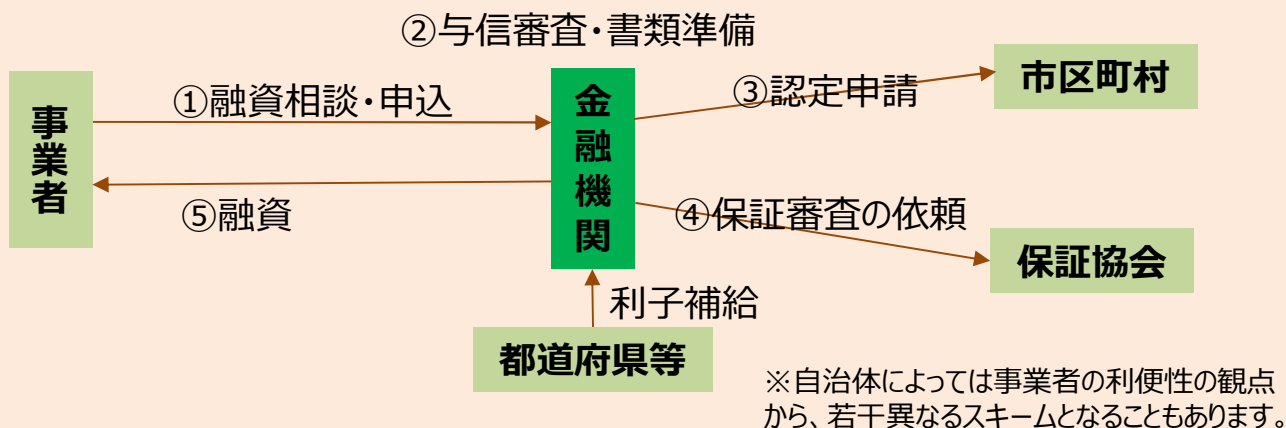 ②与信審査・書類準備
事業者
①融資相談・申込
金融機関
③認定申請
市区町村
⑤融資
④保証審査の依頼
保証協会
利子補給
都道府県等
※自治体によっては事業者の利便性の観点
から、若干異なるスキームとなることもあります。